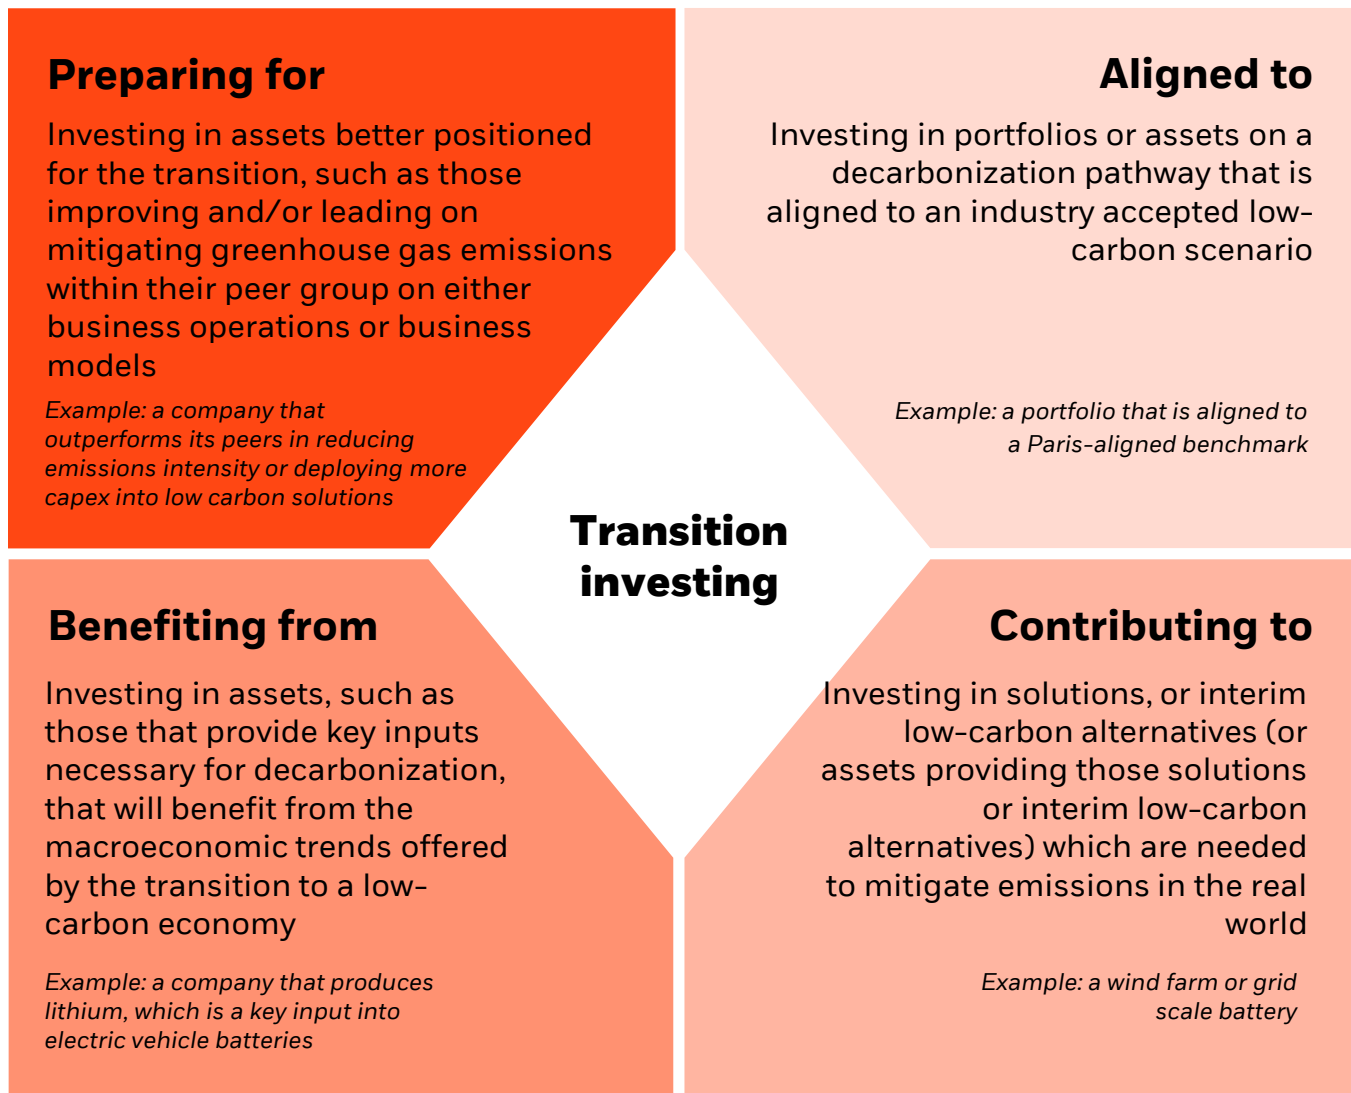 Preparing for
Investing in assets better positioned
for the transition, such as those
improving and/or leading on
mitigating greenhouse gas emissions
within their peer group on either
business operations or business
models
Example: a company that
outperforms its peers in reducing
emissions intensity or deploying more
capex into low carbon solutions
Aligned to
Investing in portfolios or assets on a
decarbonization pathway that is
aligned to an industry accepted low-
carbon scenario
Example: a portfolio that is aligned to
a Paris-aligned benchmark
Transition
investing
Benefiting from
Investing in assets, such as
those that provide key inputs
necessary for decarbonization,
that will benefit from the
macroeconomic trends offered
by the transition to a low-
carbon economy
Example: a company that produces
lithium, which is a key input into
electric vehicle batteries
Contributing to
Investing in solutions, or interim
low-carbon alternatives (or
assets providing those solutions
or interim low-carbon
alternatives) which are needed
to mitigate emissions in the real
world
Example: a wind farm or grid
scale battery